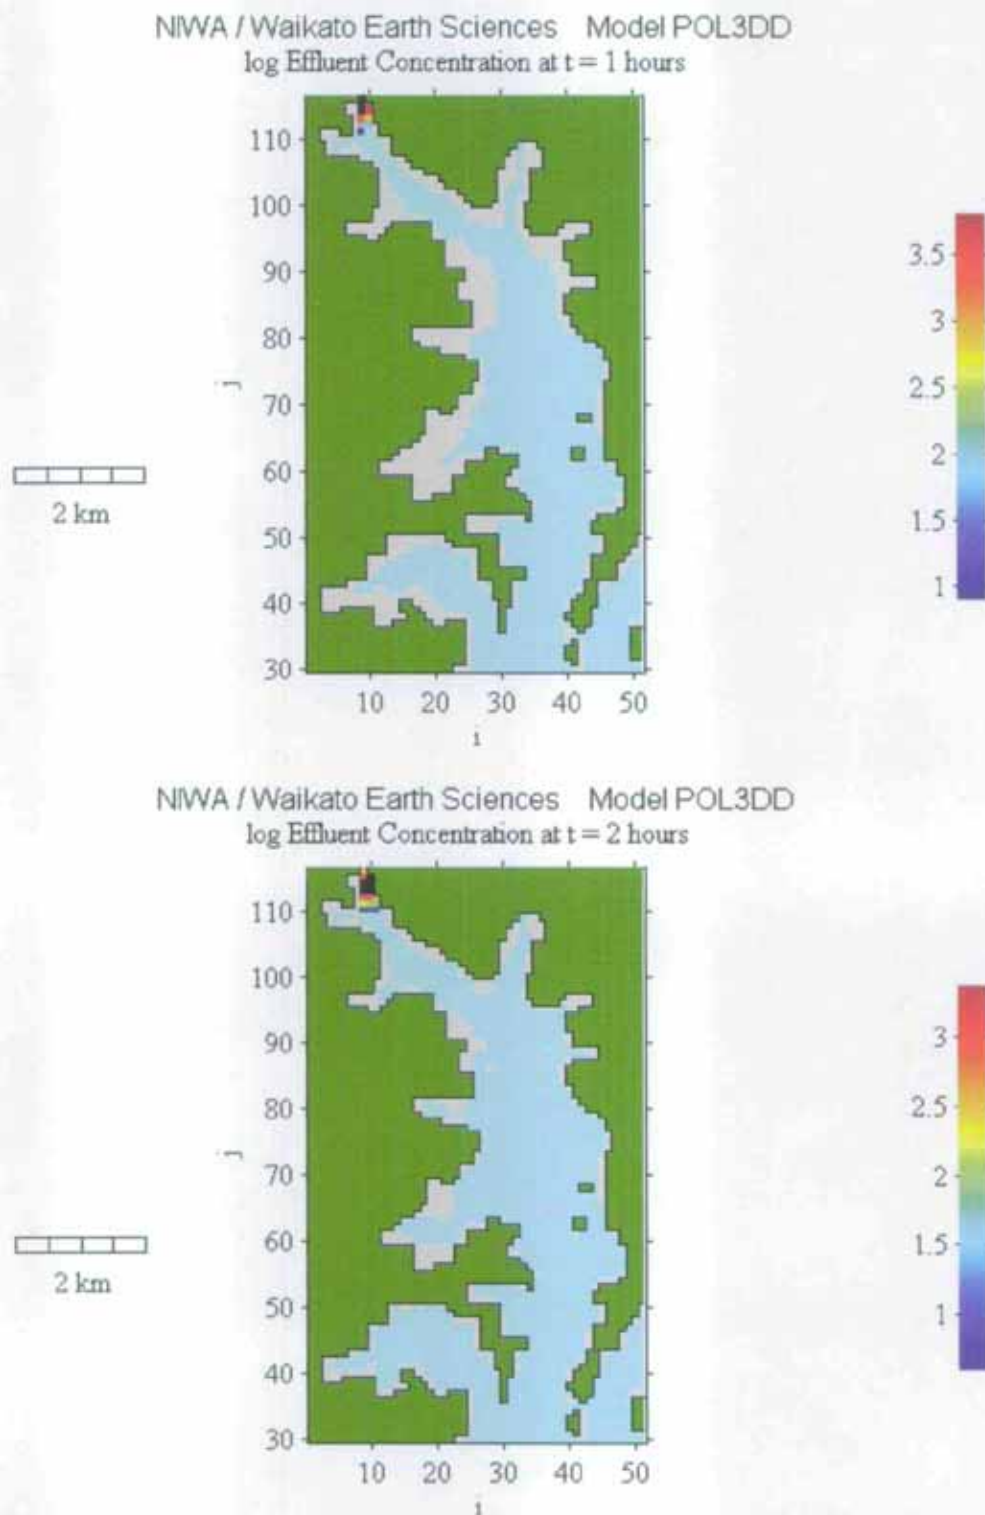 NIWA / Waikato Earth Sciences Model POL3DD
log Effluent Concentration at t = 1 hours
110
100
90
80
70
60
50
40
30
j
10 20 30 40 50
i
2 km
3.5
3
2.5
2
1.5
1
NIWA / Waikato Earth Sciences Model POL3DD
log Effluent Concentration at t = 2 hours
110
100
90
80
70
60
50
40
30
j
10 20 30 40 50
i
2 km
3
2.5
2
1.5
1